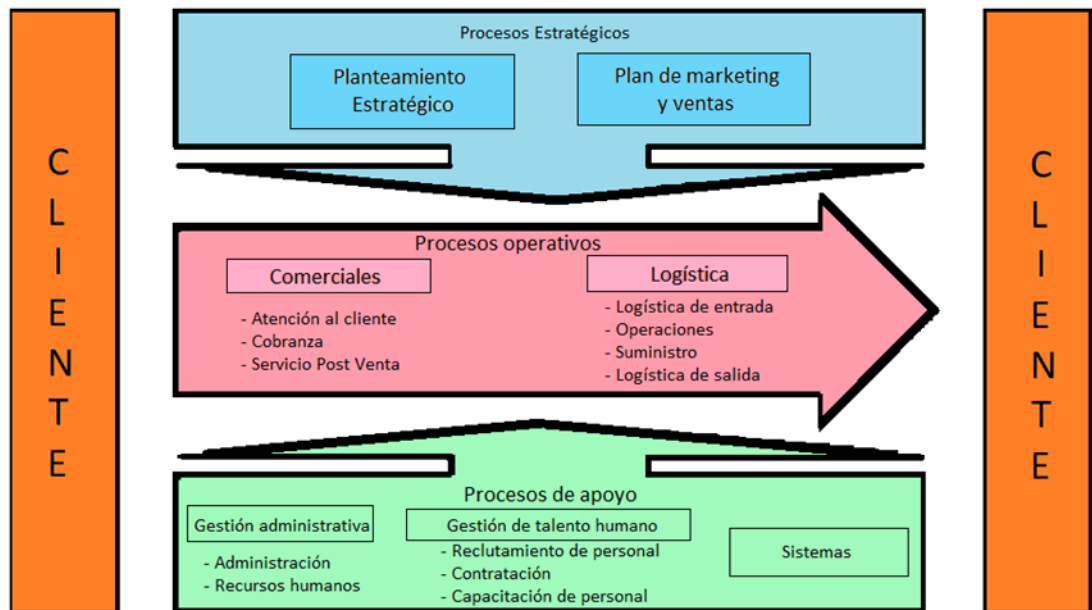 CLIENTE
Procesos Estratégicos
Planteamiento
Estratégico
Plan de marketing
y ventas
Procesos operativos
Comerciales
- Atención al cliente
- Cobranza
- Servicio Post Venta
Logística
- Logística de entrada
- Operaciones
- Suministro
- Logística de salida
Procesos de apoyo
Gestión administrativa
- Administración
- Recursos humanos
Gestión de talento humano
- Reclutamiento de personal
- Contratación
- Capacitación de personal
Sistemas
CLIENTE